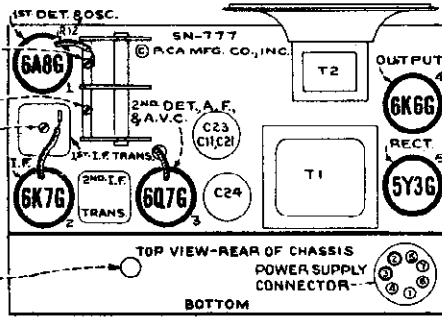 1ST DET. & OSC.
R12
SN-777
© RCA MFG. CO., INC.
6A8G
1
T2
OUTPUT
4
6K6G
2ND DET., A.F.,
& A.V.C.
C23
C11,C21
1ST I.F. TRANS.
RECT.
5
I.F.
6K7G
2
2ND I.F.
TRANS.
6Q7G
3
C24
T1
5Y3G
TOP VIEW-REAR OF CHASSIS
POWER SUPPLY
CONNECTOR
BOTTOM